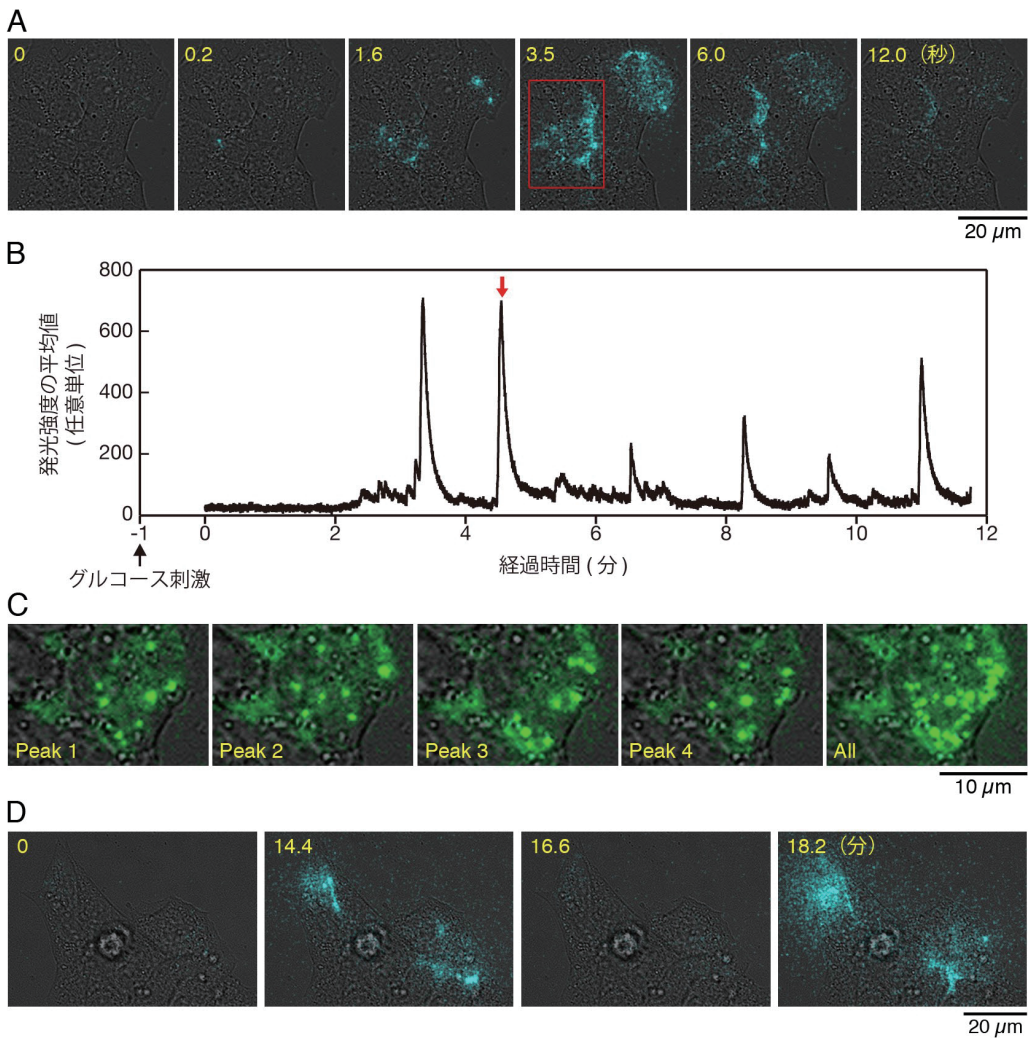 A
0
0.2
1.6
3.5
6.0
12.0（秒）
20 µm
B
発光強度の平均値
( 任意単位 )
800
600
400
200
0
-1
0
2
4
6
8
10
12
グルコース刺激
経過時間 ( 分 )
C
Peak 1
Peak 2
Peak 3
Peak 4
All
10 µm
D
0
14.4
16.6
18.2（分）
20 µm